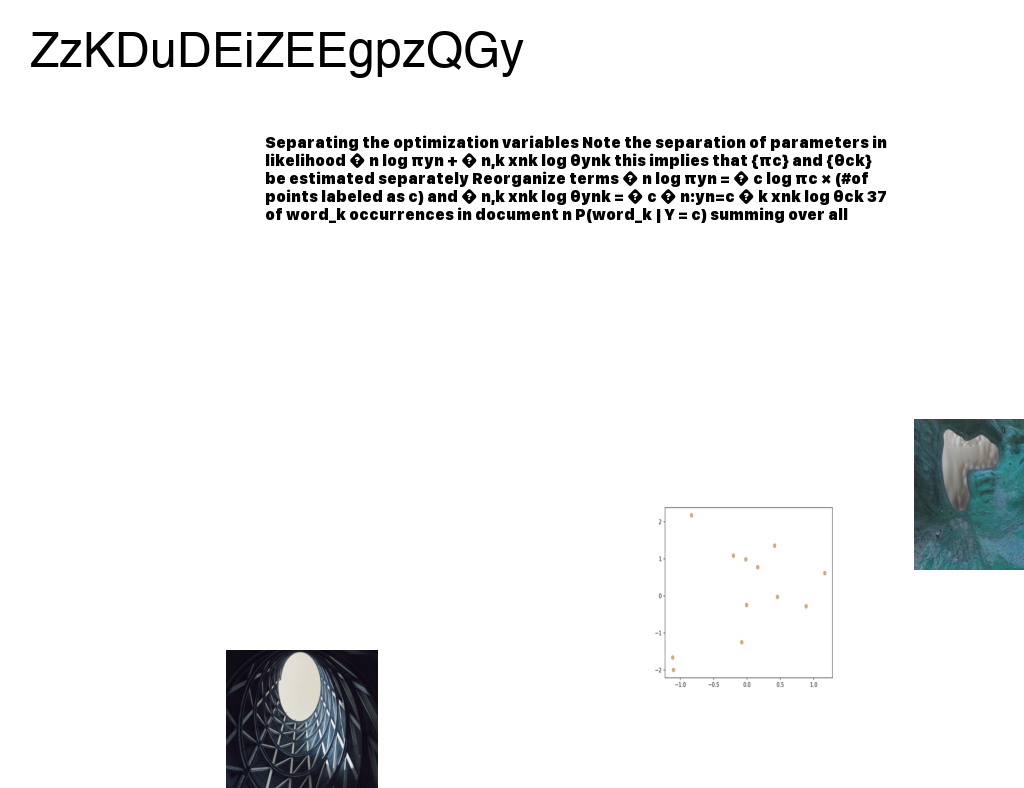 ZzKDuDEiZEEgpzQGy
Separating the optimization variables Note the separation of parameters in
likelihood � n log πyn + � n,k xnk log θynk this implies that {πc} and {θck}
be estimated separately Reorganize terms � n log πyn = � c log πc × (#of
points labeled as c) and � n,k xnk log θynk = � c � n:yn=c � k xnk log θck 37
of word_k occurrences in document n P(word_k | Y = c) summing over all
2
1
0
−1
−2
−1.0 −0.5 0.0 0.5 1.0